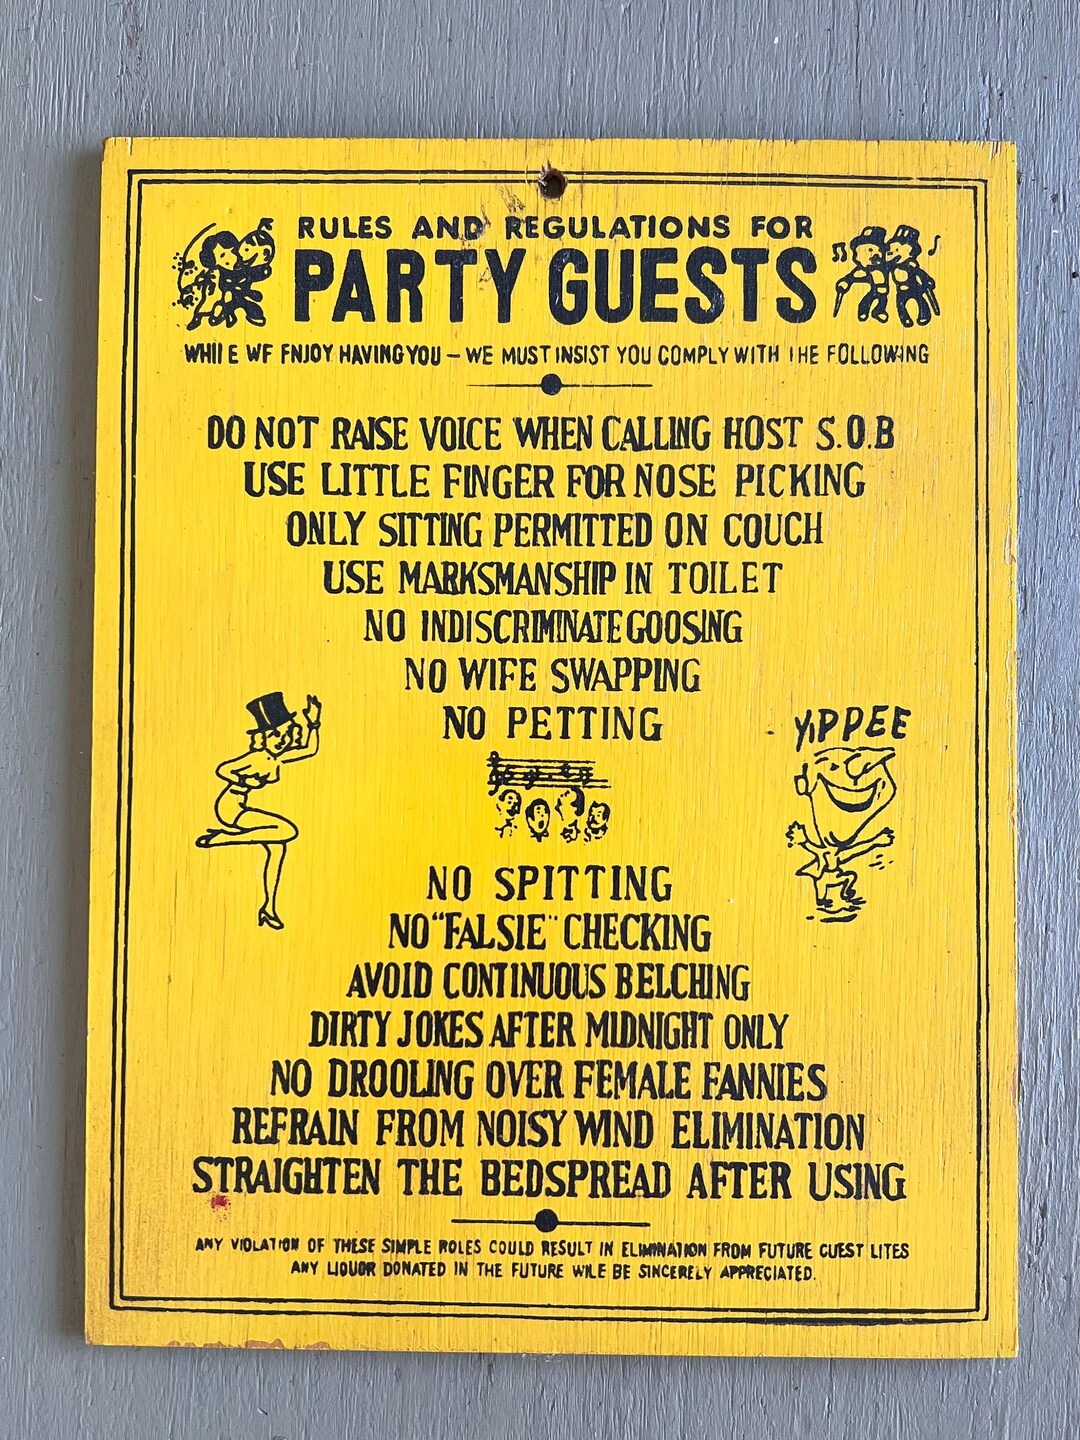 RULES AND REGULATIONS FOR
PARTY GUESTS
WHILE WE ENJOY HAVING YOU – WE MUST INSIST YOU COMPLY WITH THE FOLLOWING
DO NOT RAISE VOICE WHEN CALLING HOST S.O.B
USE LITTLE FINGER FOR NOSE PICKING
ONLY SITTING PERMITTED ON COUCH
USE MARKSMANSHIP IN TOILET
NO INDISCRIMINATE GOOSING
NO WIFE SWAPPING
NO PETTING
YIPPEE
NO SPITTING
NO "FALSIE" CHECKING
AVOID CONTINUOUS BELCHING
DIRTY JOKES AFTER MIDNIGHT ONLY
NO DROOLING OVER FEMALE FANNIES
REFRAIN FROM NOISY WIND ELIMINATION
STRAIGHTEN THE BEDSPREAD AFTER USING
ANY VIOLATION OF THESE SIMPLE ROLES COULD RESULT IN ELIMINATION FROM FUTURE GUEST LITES
ANY LIQUOR DONATED IN THE FUTURE WILE BE SINCERELY APPRECIATED.